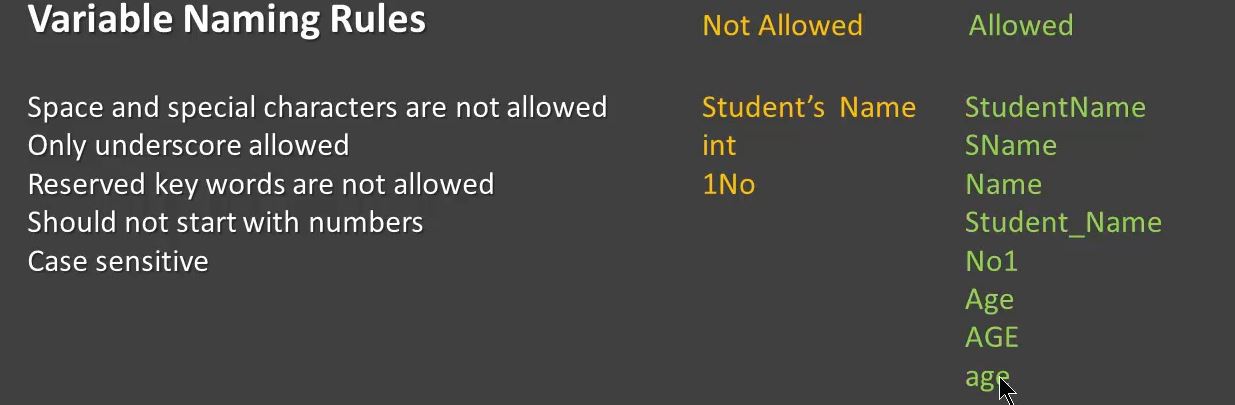 Variable Naming Rules
Not Allowed
Allowed
Space and special characters are not allowed
Only underscore allowed
Reserved key words are not allowed
Should not start with numbers
Case sensitive
Student’s  Name
int
1No
StudentName
SName
Name
Student_Name
No1
Age
AGE
age